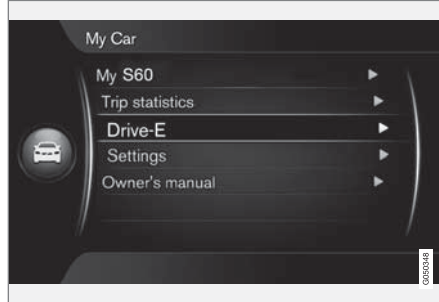 My Car
My S60
Trip statistics
Drive-E
Settings
Owner's manual
G050348